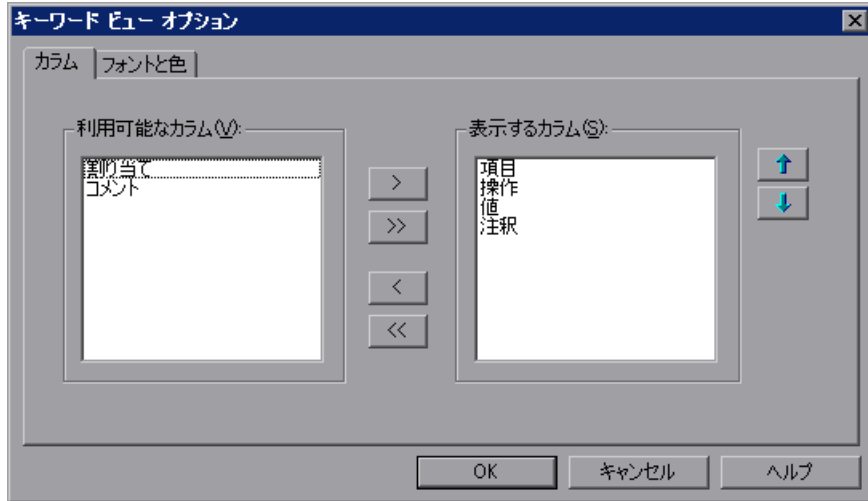 キーワード ビュー オプション
カラム
フォントと色
利用可能なカラム(V):
割り当て
コメント
>
>>
<
<<
表示するカラム(S):
項目
操作
値
注釈
OK
キャンセル
ヘルプ